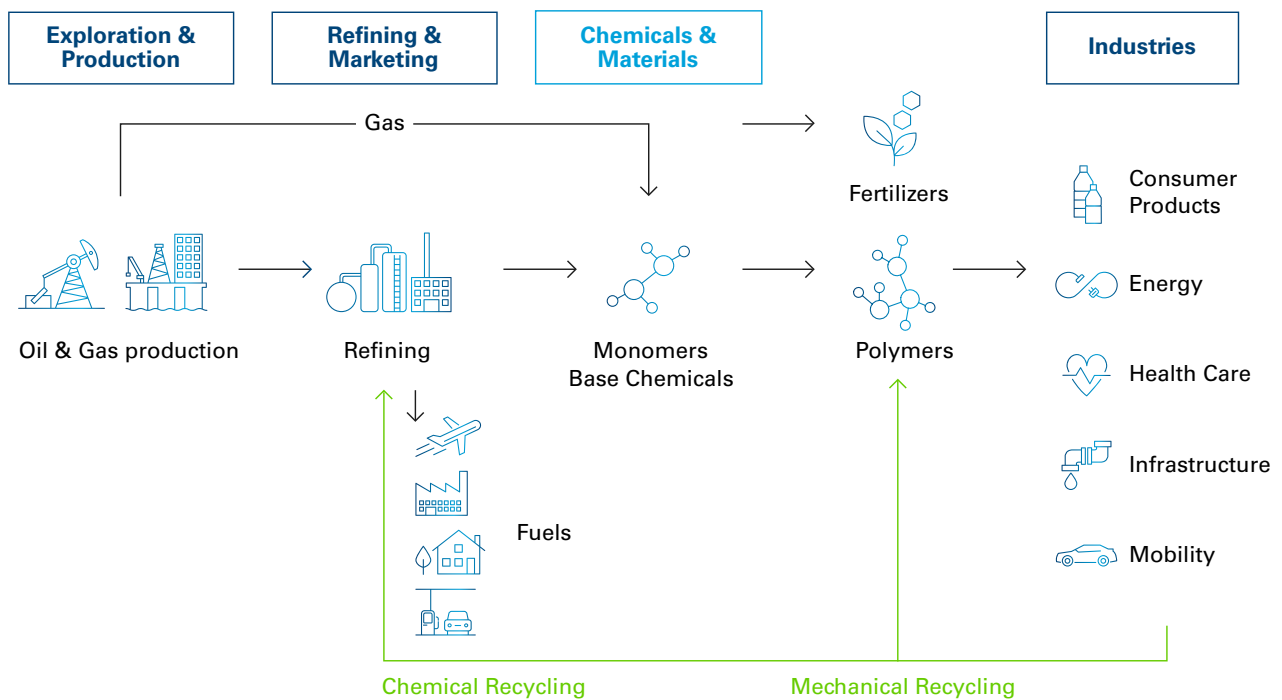 Exploration &
Production
Refining &
Marketing
Chemicals &
Materials
Industries
Gas
Fertilizers
Consumer
Products
Energy
Oil & Gas production
Refining
Monomers
Base Chemicals
Polymers
Health Care
Infrastructure
Fuels
Mobility
Chemical Recycling
Mechanical Recycling